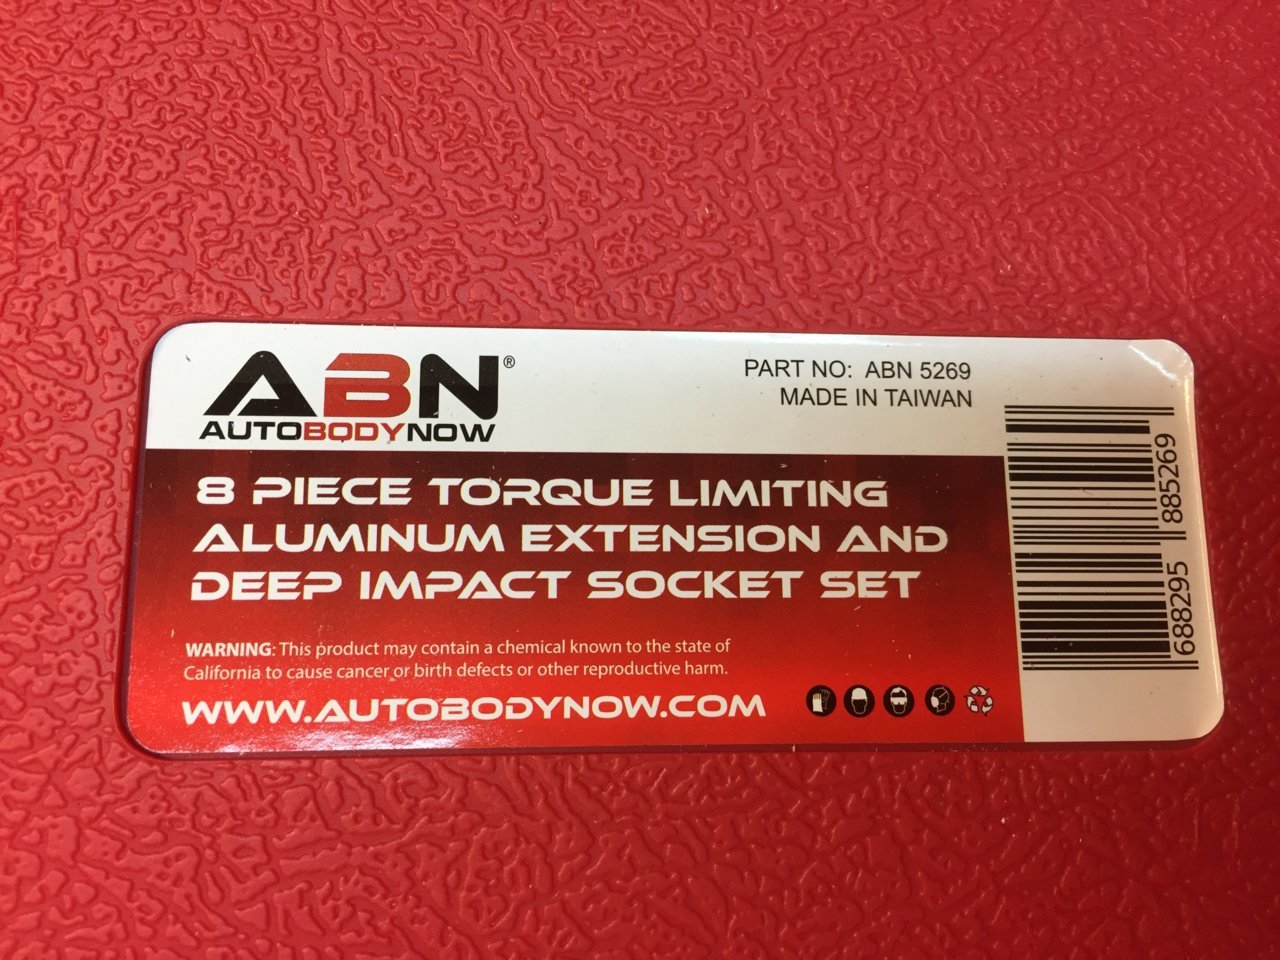 ABN®
AUTOBODYNOW
PART NO: ABN 5269
MADE IN TAIWAN
8 PIECE TORQUE LIMITING
ALUMINUM EXTENSION AND
DEEP IMPACT SOCKET SET
WARNING: This product may contain a chemical known to the state of
California to cause cancer or birth defects or other reproductive harm.
WWW.AUTOBODYNOW.COM
688295 885269